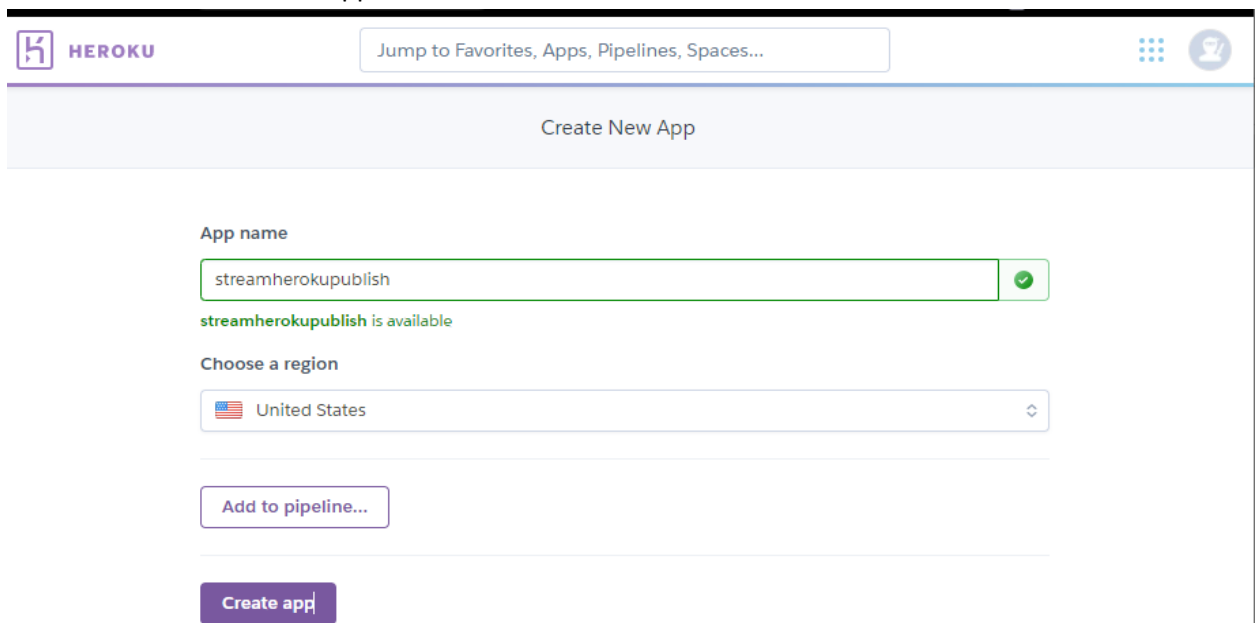 HEROKU
Jump to Favorites, Apps, Pipelines, Spaces...
Create New App
App name
streamherokupublish
streamherokupublish is available
Choose a region
United States
Add to pipeline...
Create app